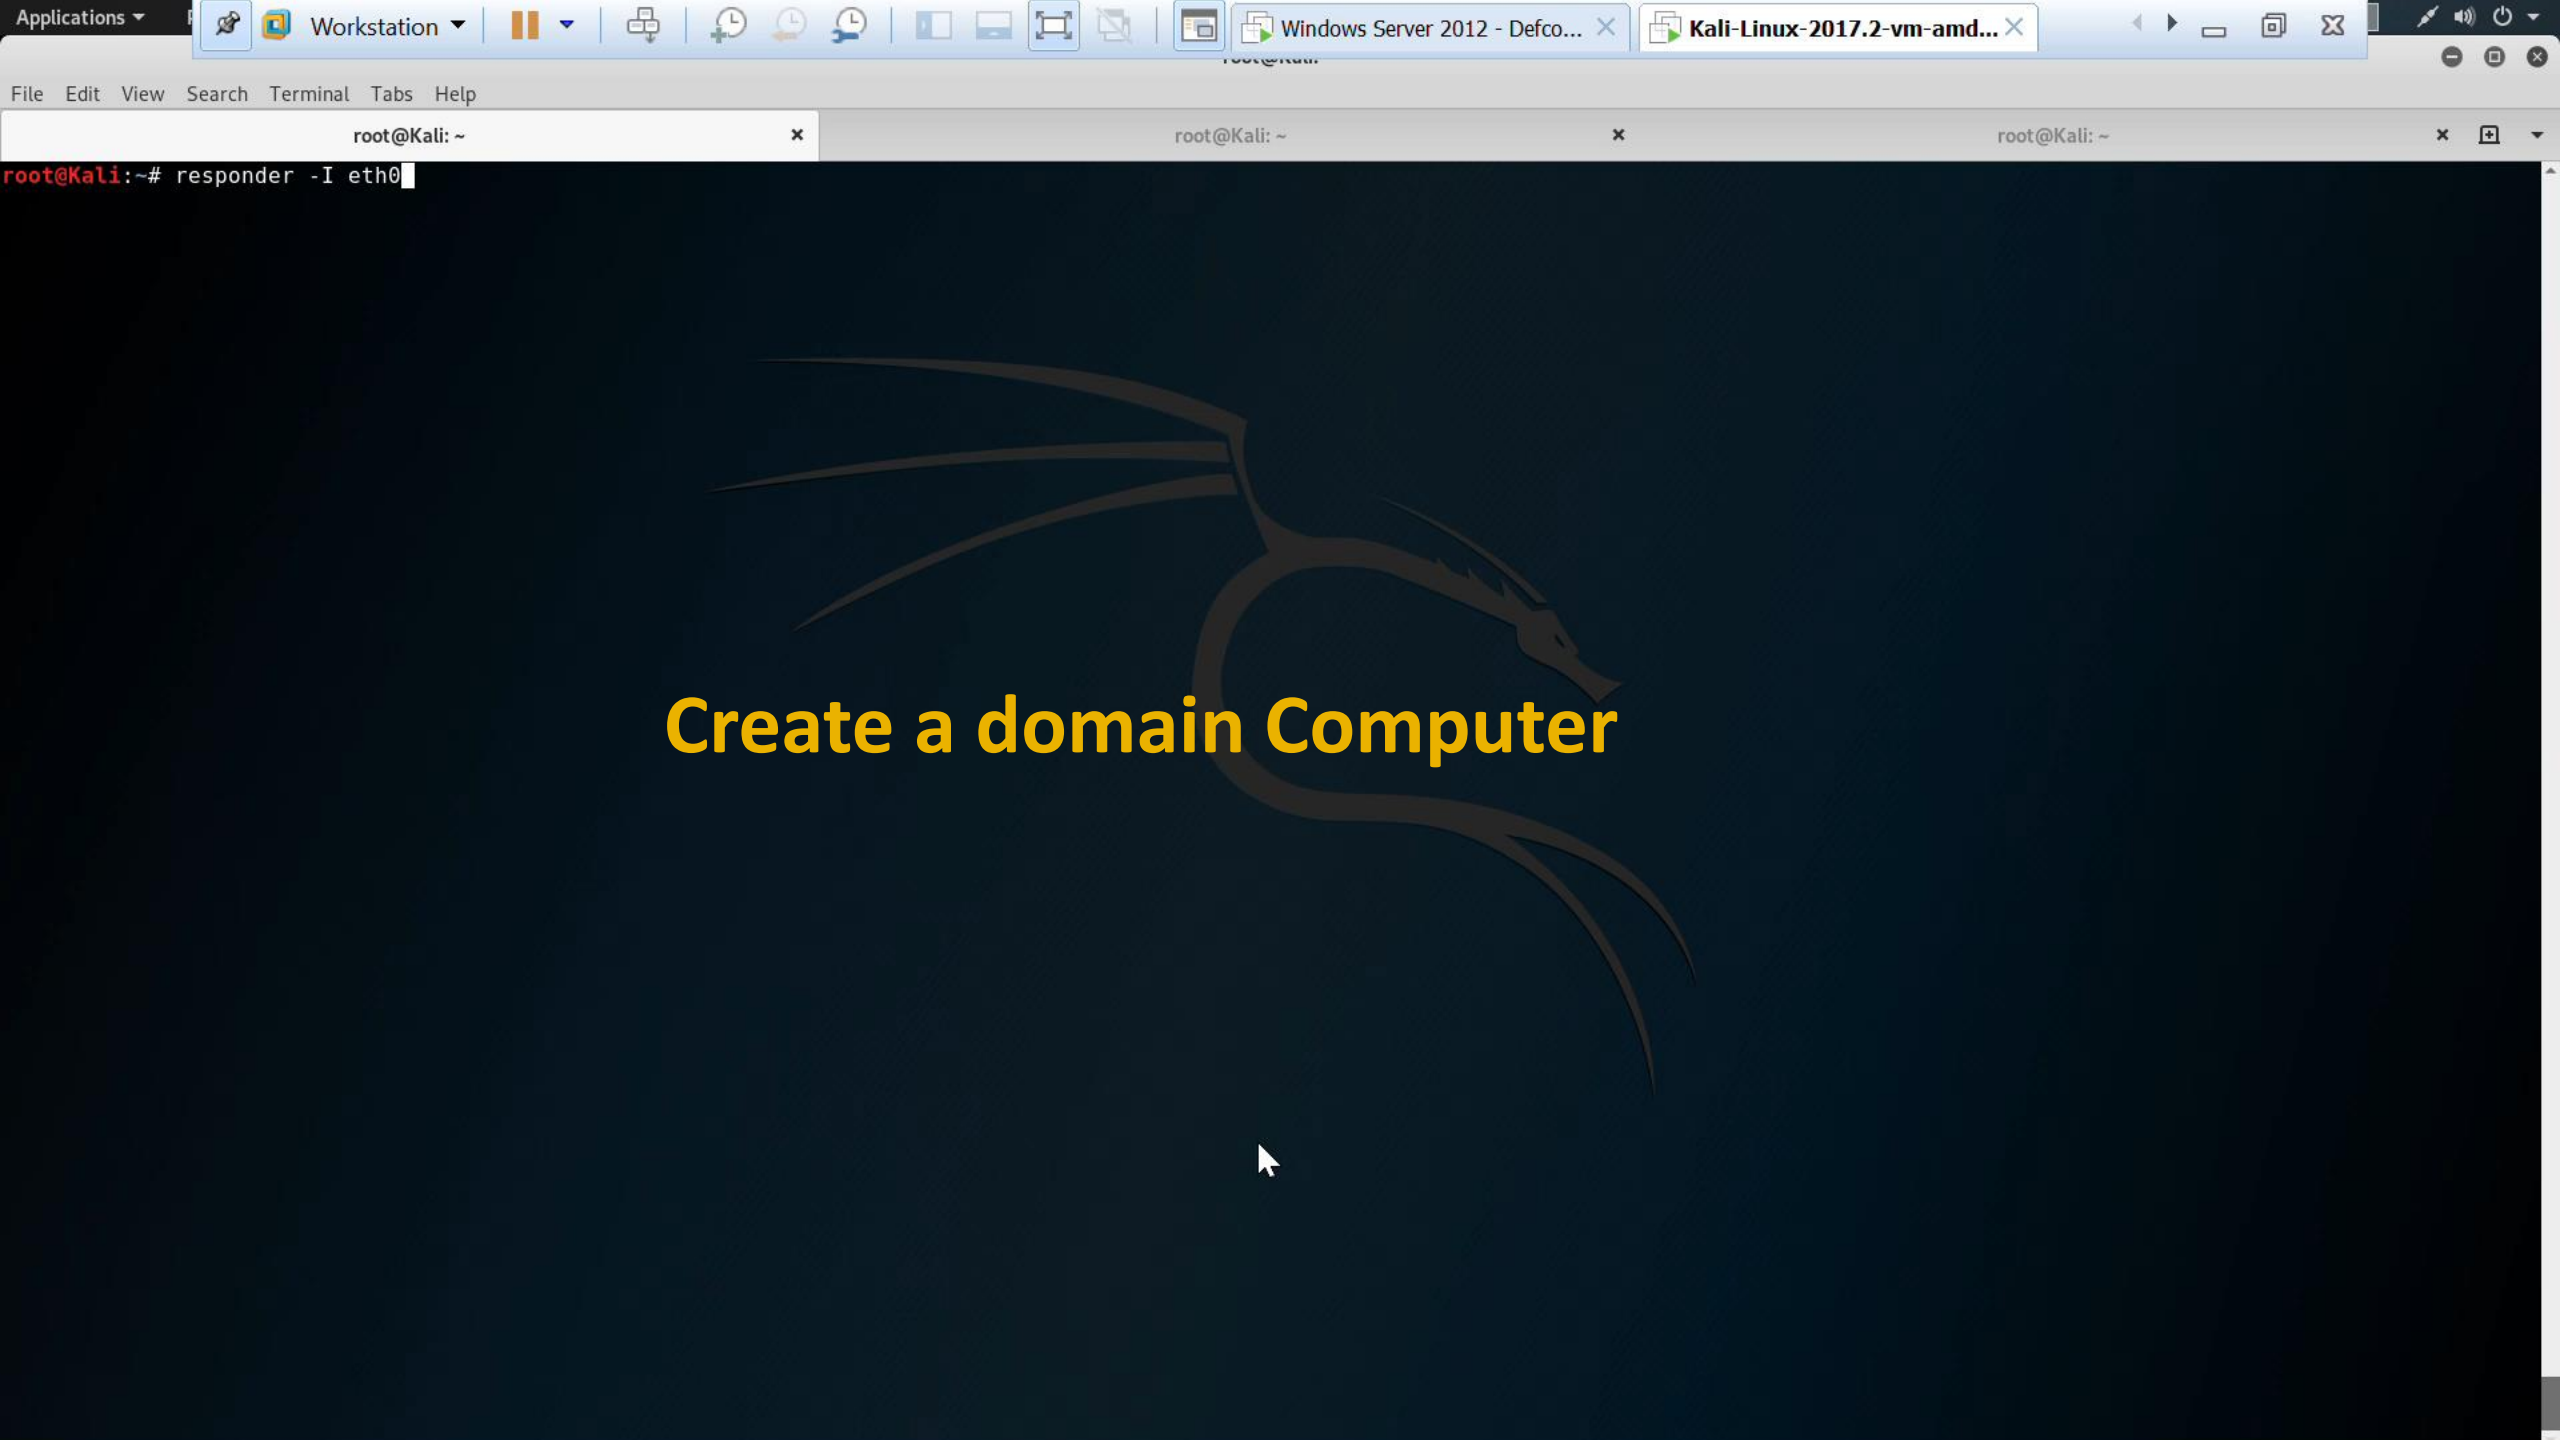 Applications
Workstation
Windows Server 2012 - Defco...
Kali-Linux-2017.2-vm-amd...
File Edit View Search Terminal Tabs Help
root@Kali: ~
root@Kali: ~
root@Kali: ~
root@Kali:~# responder -I eth0
Create a domain Computer